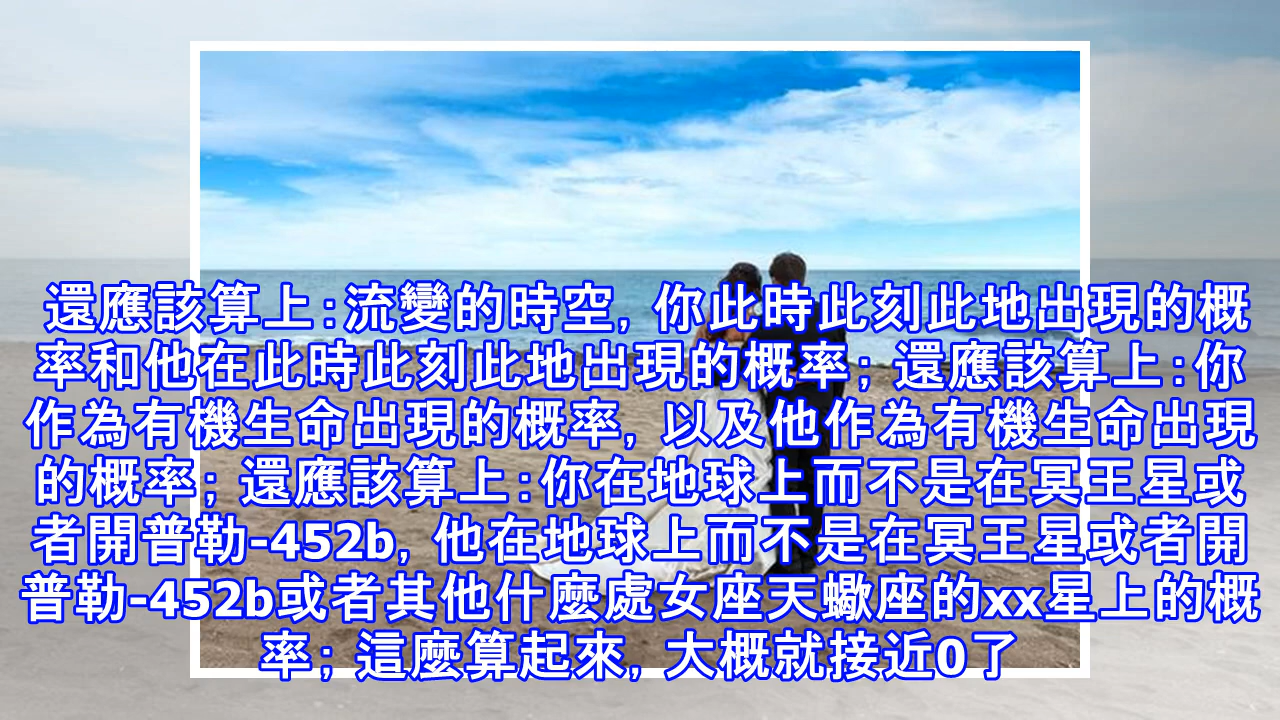 還應該算上:流變的時空, 你此時此刻此地出現的概
率和他在此時此刻此地出現的概率; 還應該算上:你
作為有機生命出現的概率, 以及他作為有機生命出現
的概率; 還應該算上:你在地球上而不是在冥王星或
者開普勒-452b, 他在地球上而不是在冥王星或者開
普勒-452b或者其他什麼處女座天蠍座的xx星上的概
率; 這麼算起來, 大概就接近0了